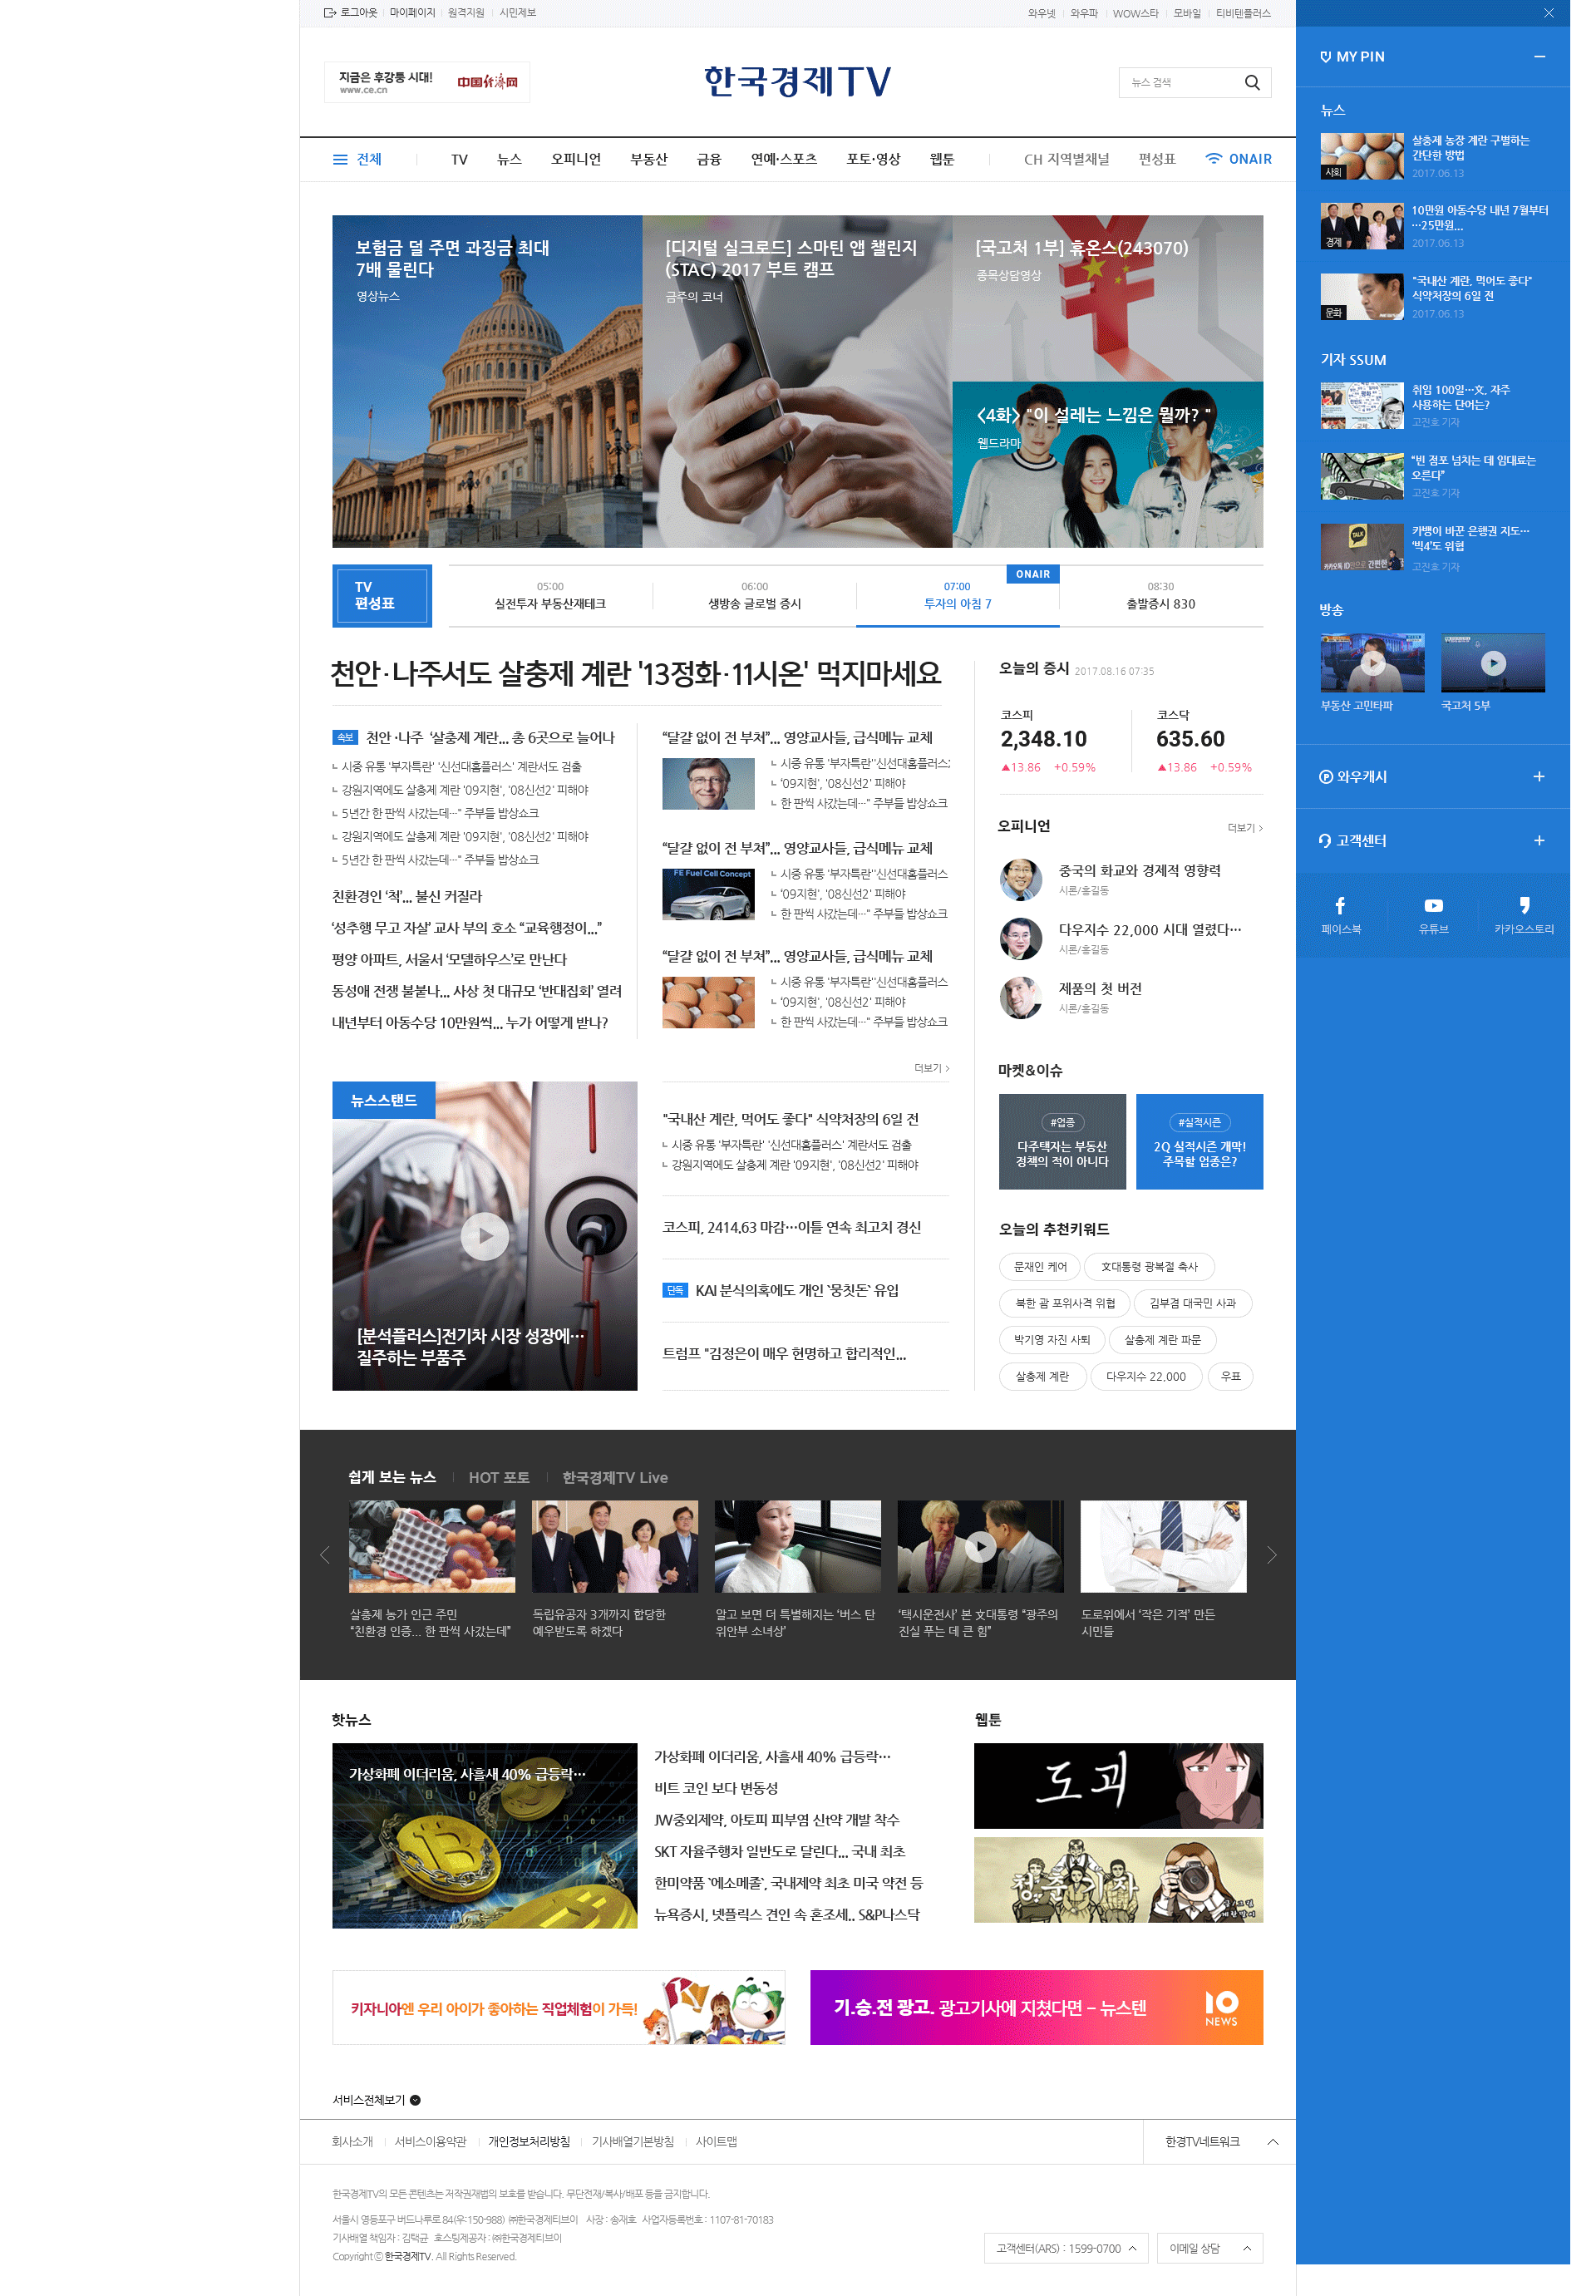 로그아웃 마이페이지 원격지원 시민제보
와우넷 와우파 WOW스타 모바일 티비텐플러스
지금은 후강통 시대!
www.ce.cn
中国经济网
한국경제TV
뉴스 검색
전체 TV 뉴스 오피니언 부동산 금융 연예·스포츠 포토·영상 웹툰 CH 지역별채널 편성표 ONAIR
보험금 덜 주면 과징금 최대
7배 물린다
영상뉴스
[디지털 실크로드] 스마틴 앱 챌린지
(STAC) 2017 부트 캠프
금주의 코너
[국고처 1부] 휴온스(243070)
종목상담영상
<4화> "이 설레는 느낌은 뭘까? "
웹드라마
TV
편성표
05:00
실전투자 부동산재테크
06:00
생방송 글로벌 증시
ONAIR
07:00
투자의 아침 7
08:30
출발증시 830
천안·나주서도 살충제 계란 '13정화·11시온' 먹지마세요
속보 천안 ·나주 ‘살충제 계란... 총 6곳으로 늘어나
시중 유통 '부자특란' '신선대홈플러스' 계란서도 검출
강원지역에도 살충제 계란 '09지현', '08신선2' 피해야
5년간 한 판씩 사갔는데…" 주부들 밥상쇼크
강원지역에도 살충제 계란 '09지현', '08신선2' 피해야
5년간 한 판씩 사갔는데…" 주부들 밥상쇼크
친환경인 ‘척’... 불신 커질라
‘성추행 무고 자살’ 교사 부의 호소 “교육행정이...”
평양 아파트, 서울서 ‘모델하우스’로 만난다
동성애 전쟁 불붙나... 사상 첫 대규모 ‘반대집회’ 열려
내년부터 아동수당 10만원씩... 누가 어떻게 받나?
“달걀 없이 전 부쳐”... 영양교사들, 급식메뉴 교체
시중 유통 '부자특란''신선대홈플러스:
'09지현', '08신선2' 피해야
한 판씩 사갔는데…" 주부들 밥상쇼크
“달걀 없이 전 부쳐”... 영양교사들, 급식메뉴 교체
FE Fuel Cell Concept
시중 유통 '부자특란''신선대홈플러스
'09지현', '08신선2' 피해야
한 판씩 사갔는데…" 주부들 밥상쇼크
“달걀 없이 전 부쳐”... 영양교사들, 급식메뉴 교체
시중 유통 '부자특란''신선대홈플러스
'09지현', '08신선2' 피해야
한 판씩 사갔는데…" 주부들 밥상쇼크
오늘의 증시 2017.08.16 07:35
코스피
2,348.10
▲13.86 +0.59%
코스닥
635.60
▲13.86 +0.59%
오피니언
더보기
중국의 화교와 경제적 영향력
시론/홍길동
다우지수 22,000 시대 열렸다…
시론/홍길동
제품의 첫 버전
시론/홍길동
더보기
뉴스스탠드
[분석플러스]전기차 시장 성장에…
질주하는 부품주
"국내산 계란, 먹어도 좋다" 식약처장의 6일 전
시중 유통 '부자특란' '신선대홈플러스' 계란서도 검출
강원지역에도 살충제 계란 '09지현', '08신선2' 피해야
코스피, 2414.63 마감…이틀 연속 최고치 경신
단독 KAI 분식의혹에도 개인 `뭉칫돈` 유입
트럼프 "김정은이 매우 현명하고 합리적인...
마켓&이슈
#업종
다주택자는 부동산
정책의 적이 아니다
#실적시즌
2Q 실적시즌 개막!
주목할 업종은?
오늘의 추천키워드
문재인 케어 文대통령 광복절 축사
북한 괌 포위사격 위협 김부겸 대국민 사과
박기영 자진 사퇴 살충제 계란 파문
살충제 계란 다우지수 22,000 우표
쉽게 보는 뉴스 HOT 포토 한국경제TV Live
살충제 농가 인근 주민
“친환경 인증... 한 판씩 사갔는데”
독립유공자 3개까지 합당한
예우받도록 하겠다
알고 보면 더 특별해지는 ‘버스 탄
위안부 소녀상’
‘택시운전사’ 본 文대통령 “광주의
진실 푸는 데 큰 힘”
도로위에서 ‘작은 기적’ 만든
시민들
핫뉴스
가상화폐 이더리움, 사흘새 40% 급등락…
가상화폐 이더리움, 사흘새 40% 급등락…
비트 코인 보다 변동성
JW중외제약, 아토피 피부염 신t약 개발 착수
SKT 자율주행차 일반도로 달린다... 국내 최초
한미약품 `에소메졸`, 국내제약 최초 미국 약전 등
뉴욕증시, 넷플릭스 견인 속 혼조세.. S&P나스닥
웹툰
도괴
청춘기차
키자니아엔 우리 아이가 좋아하는 직업체험이 가득!
기.승.전 광고. 광고기사에 지쳤다면 – 뉴스텐
10
NEWS
서비스전체보기
회사소개 서비스이용약관 개인정보처리방침 기사배열기본방침 사이트맵
한경TV네트워크
한국경제TV의 모든 콘텐츠는 저작권재법의 보호를 받습니다. 무단전재/복사/배포 등을 금지합니다.
서울시 영등포구 버드나루로 84(우:150-988) ㈜한국경제티브이 사장 : 송재호 사업자등록번호 : 1107-81-70183
기사배열 책임자 : 김택균 호스팅제공자 : ㈜한국경제티브이
Copyright ⓒ 한국경제TV. All Rights Reserved.
고객센터(ARS) : 1599-0700
이메일 상담
MY PIN
뉴스
사회
살충제 농장 계란 구별하는
간단한 방법
2017.06.13
경제
10만원 아동수당 내년 7월부터
…25만원...
2017.06.13
문화
"국내산 계란, 먹어도 좋다"
식약처장의 6일 전
2017.06.13
기자 SSUM
취임 100일…文, 자주
사용하는 단어는?
고진호 기자
“빈 점포 넘치는 데 임대료는
오른다”
고진호 기자
TALK
카뱅이 바꾼 은행권 지도…
‘빅4’도 위협
고진호 기자
방송
부동산 고민타파
국고처 5부
와우캐시
고객센터
페이스북 유튜브 카카오스토리